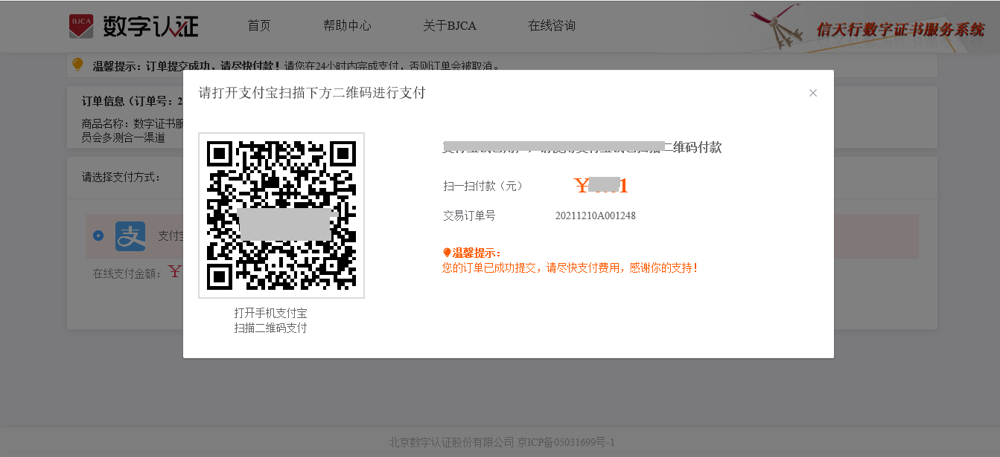 BJCA
数字认证
首页
帮助中心
关于BJCA
在线咨询
信天行数字证书服务系统
温馨提示：订单提交成功，请尽快付款！请您在24小时内完成支付，否则订单会被取消。
订单信息（订单号：2
商品名称：数字证书服
员会多测合一渠道
请选择支付方式：
支
支付宝
在线支付金额：¥
请打开支付宝扫描下方二维码进行支付
×
打开手机支付宝
扫描二维码支付
二维码付款
扫一扫付款（元）
¥ 1
交易订单号 20211210A001248
温馨提示：
您的订单已成功提交，请尽快支付费用，感谢你的支持！
北京数字认证股份有限公司 京ICP备05031699号-1